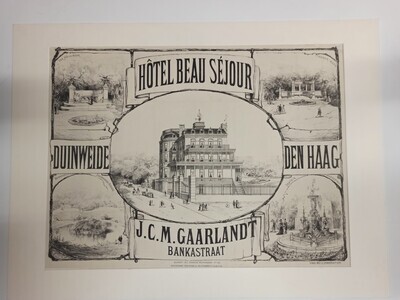 HÔTEL BEAU SÉJOUR
DUINWEIDE
DEN HAAG
J.C.M. GAARLANDT
BANKASTRAAT